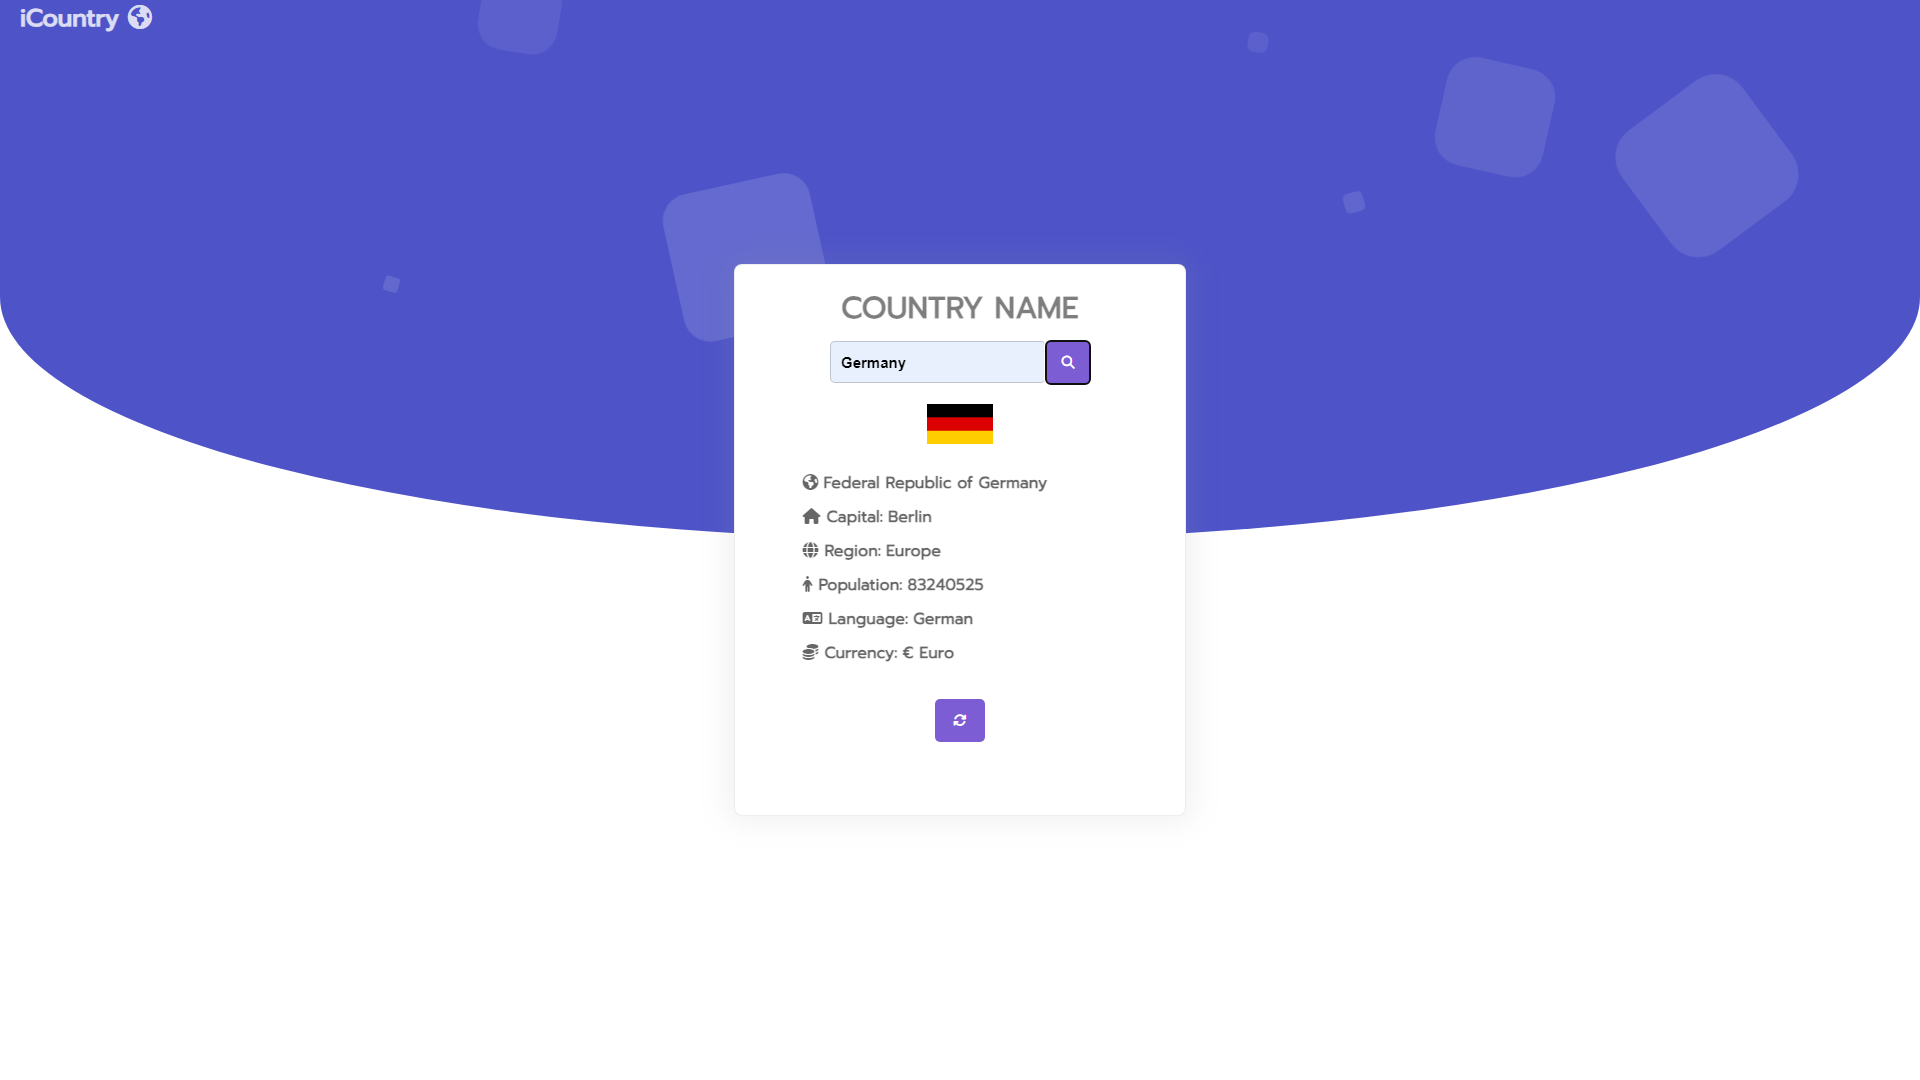 iCountry
COUNTRY NAME
Germany
Federal Republic of Germany
Capital: Berlin
Region: Europe
Population: 83240525
Language: German
Currency: € Euro